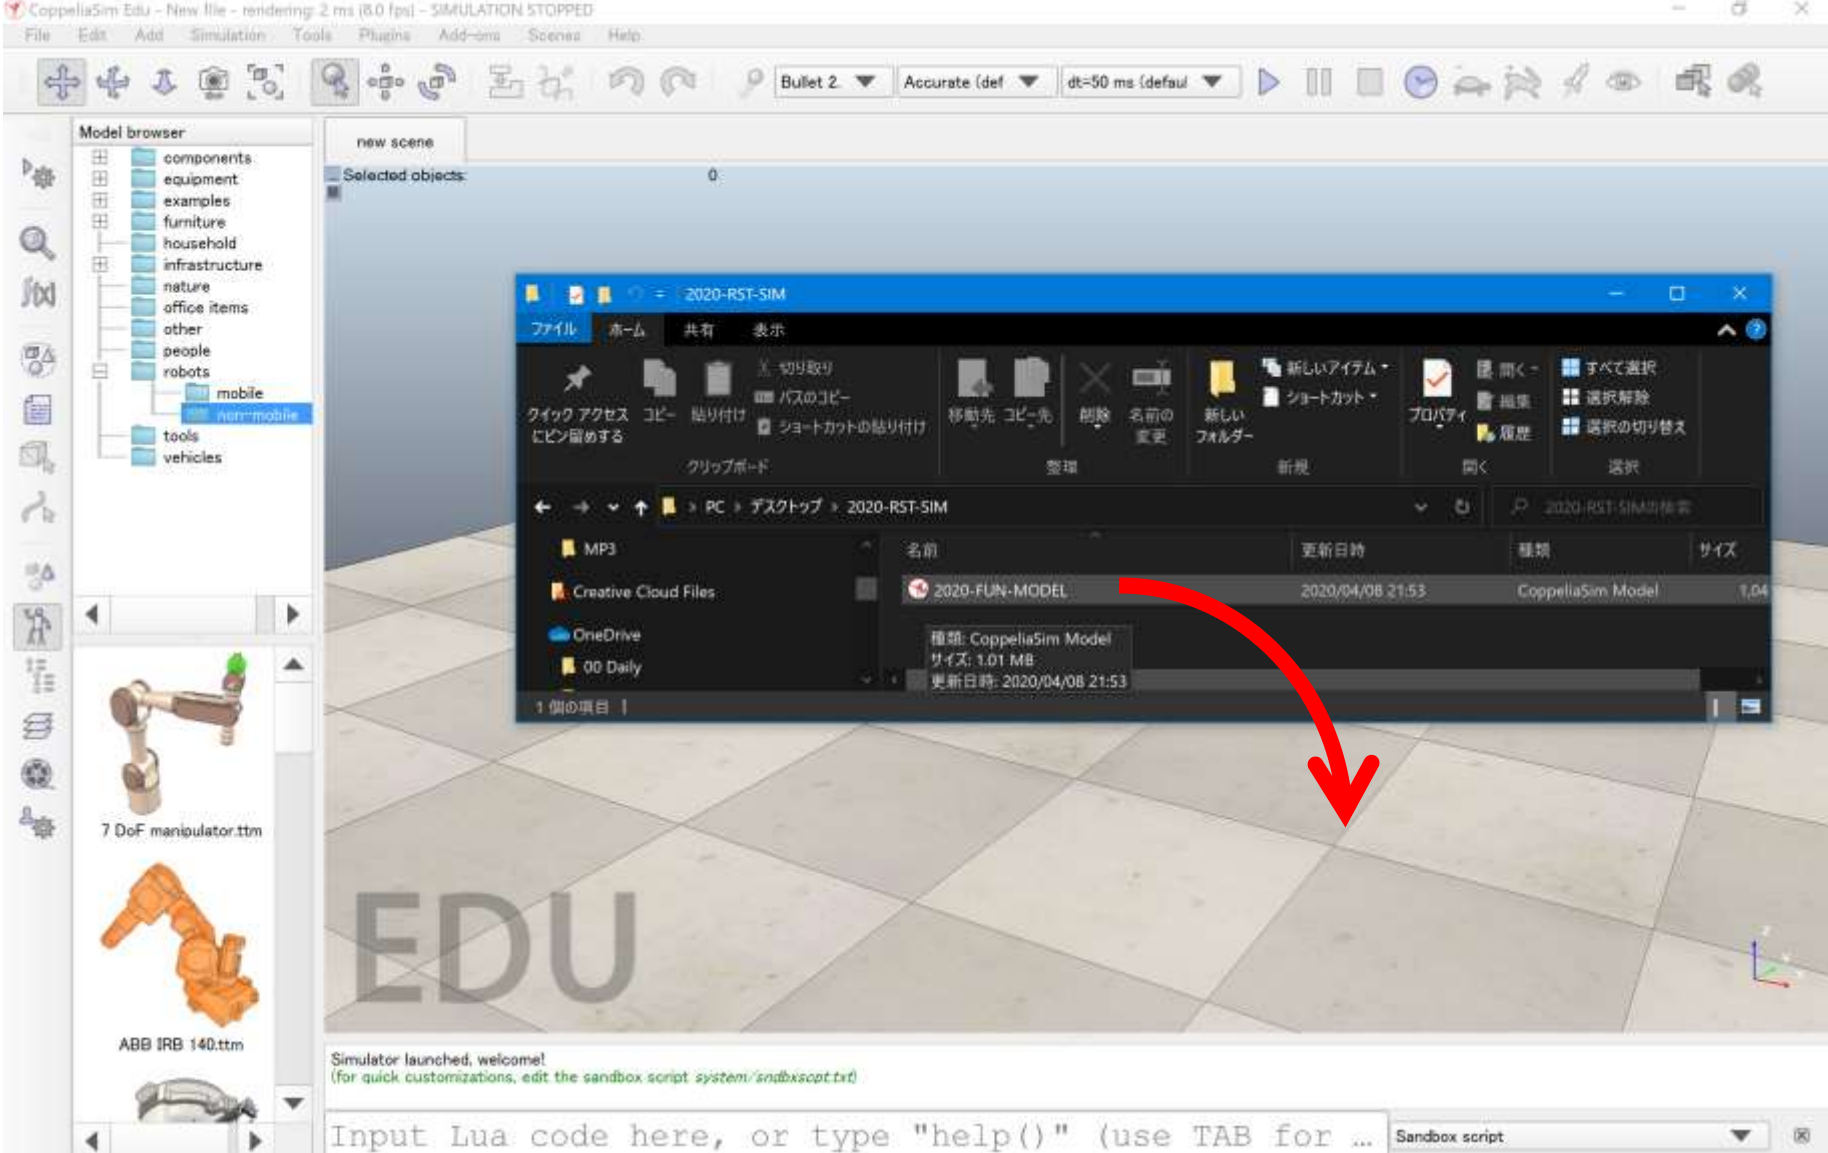 CoppeliaSim Edu - New file - rendering: 2 ms (8.0 fps) - SIMULATION STOPPED
File Edit Add Simulation Tools Plugins Add-ons Scenes Help
Bullet 2. Accurate (def dt=50 ms (defaul
Model browser
components
equipment
examples
furniture
household
infrastructure
nature
office items
other
people
robots
mobile
non-mobile
tools
vehicles
7 DoF manipulator.ttm
ABB IRB 140.ttm
new scene
Selected objects: 0
2020-RST-SIM
ファイル ホーム 共有 表示
クイック アクセス
にピン留めする
コピー
貼り付け
切り取り
パスのコピー
ショートカットの貼り付け
クリップボード
移動先
コピー先
削除
名前の
変更
整理
新しい
フォルダー
新しいアイテム
ショートカット
新規
プロパティ
開く
編集
履歴
開く
すべて選択
選択解除
選択の切り替え
選択
PC デスクトップ 2020-RST-SIM
2020-RST-SIMの検索
MP3
Creative Cloud Files
OneDrive
00 Daily
名前 更新日時 種類 サイズ
2020-FUN-MODEL 2020/04/08 21:53 CoppeliaSim Model 1,04
種類: CoppeliaSim Model
サイズ: 1.01 MB
更新日時: 2020/04/08 21:53
1 個の項目
EDU
z
Simulator launched, welcome!
(for quick customizations, edit the sandbox script system/sndbxscpt.txt)
Input Lua code here, or type "help()" (use TAB for ...
Sandbox script